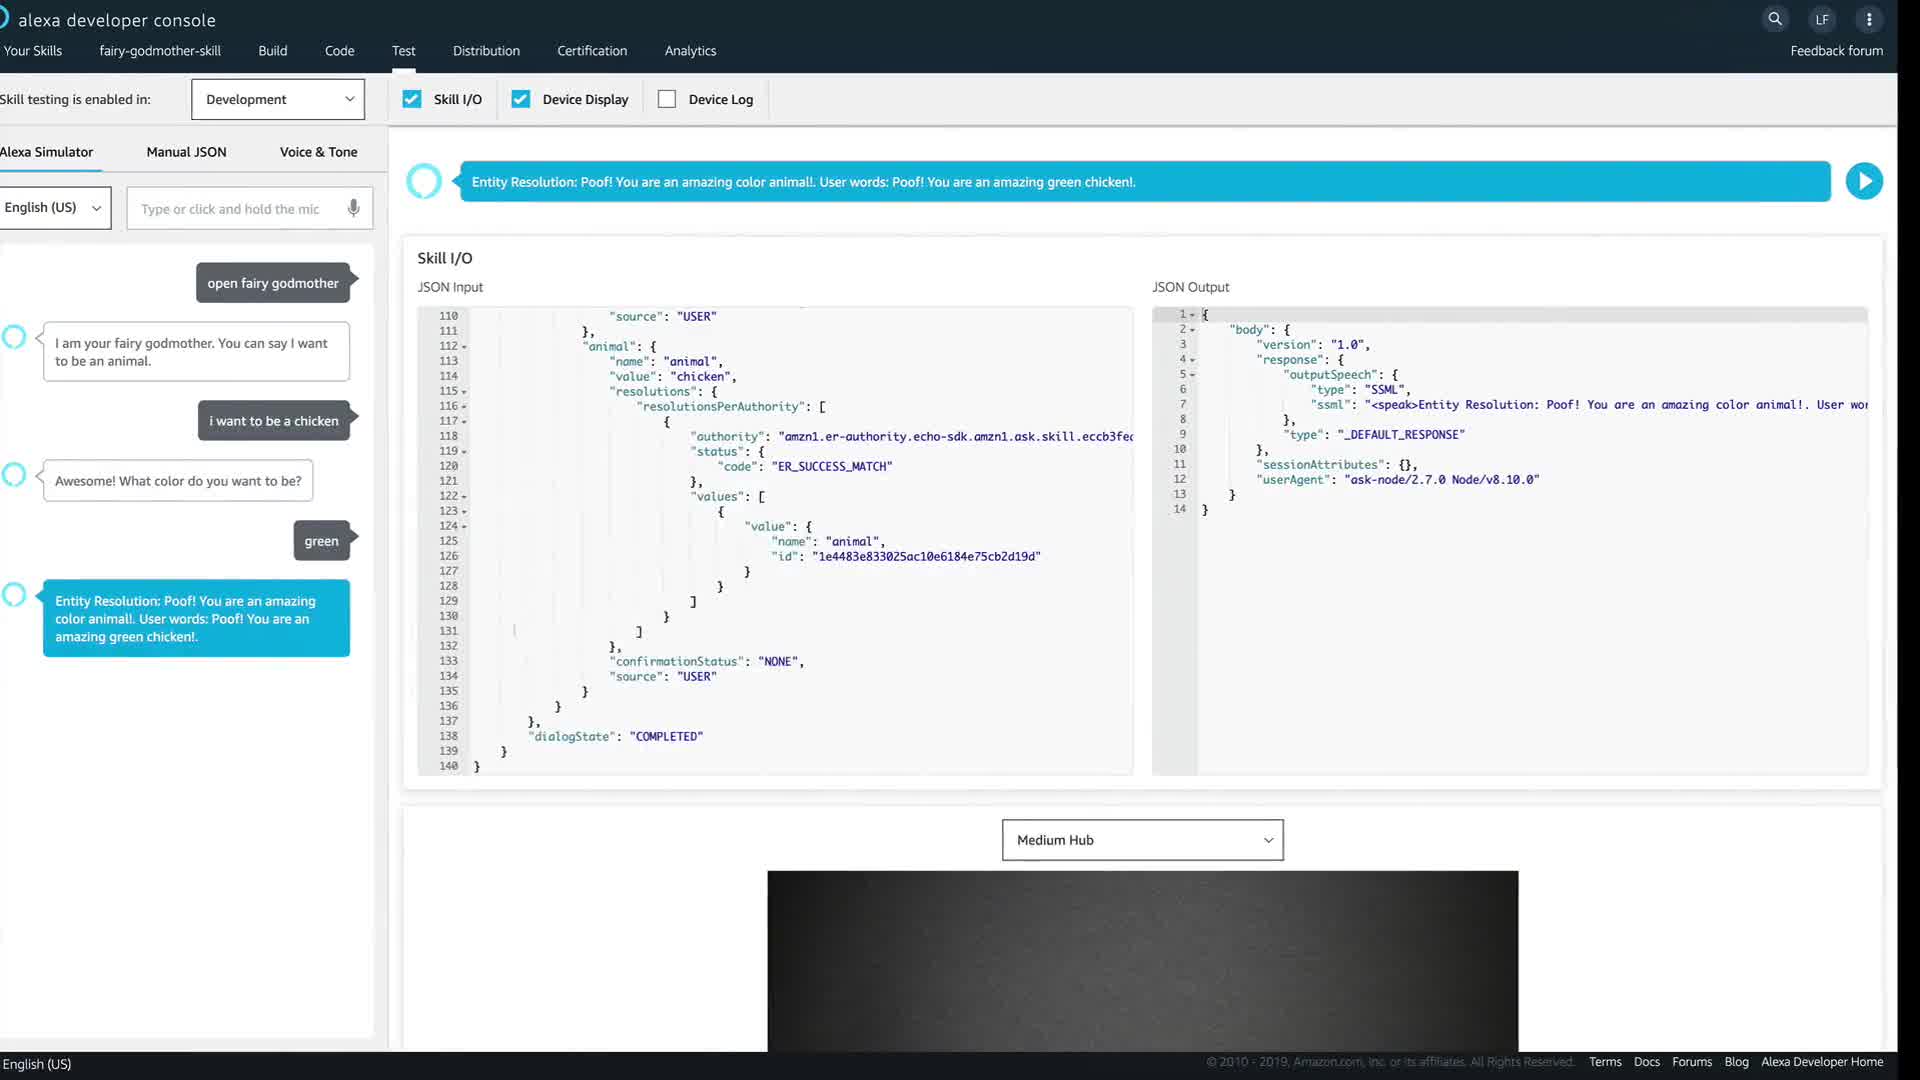 alexa developer console
LF
Your Skills
fairy-godmother-skill
Build
Code
Test
Distribution
Certification
Analytics
Feedback forum
Skill testing is enabled in:
Development
Skill I/O
Device Display
Device Log
Alexa Simulator
Manual JSON
Voice & Tone
English (US)
Type or click and hold the mic
open fairy godmother
I am your fairy godmother. You can say I want
to be an animal.
i want to be a chicken
Awesome! What color do you want to be?
green
Entity Resolution: Poof! You are an amazing
color animal!. User words: Poof! You are an
amazing green chicken!.
Entity Resolution: Poof! You are an amazing color animal!. User words: Poof! You are an amazing green chicken!.
Skill I/O
JSON Input
110 "source": "USER"
111 },
112 "animal": {
113 "name": "animal",
114 "value": "chicken",
115 "resolutions": {
116 "resolutionsPerAuthority": [
117 {
118 "authority": "amzn1.er-authority.echo-sdk.amzn1.ask.skill.eccb3fed
119 "status": {
120 "code": "ER_SUCCESS_MATCH"
121 },
122 "values": [
123 {
124 "value": {
125 "name": "animal",
126 "id": "1e4483e833025ac10e6184e75cb2d19d"
127 }
128 }
129 ]
130 }
131 ]
132 },
133 "confirmationStatus": "NONE",
134 "source": "USER"
135 }
136 }
137 },
138 "dialogState": "COMPLETED"
139 }
140 }
JSON Output
1 {
2 "body": {
3 "version": "1.0",
4 "response": {
5 "outputSpeech": {
6 "type": "SSML",
7 "ssml": "<speak>Entity Resolution: Poof! You are an amazing color animal!. User wor
8 },
9 "type": "_DEFAULT_RESPONSE"
10 },
11 "sessionAttributes": {},
12 "userAgent": "ask-node/2.7.0 Node/v8.10.0"
13 }
14 }
Medium Hub
English (US)
© 2010 - 2019, Amazon.com, Inc. or its affiliates. All Rights Reserved.
Terms
Docs
Forums
Blog
Alexa Developer Home